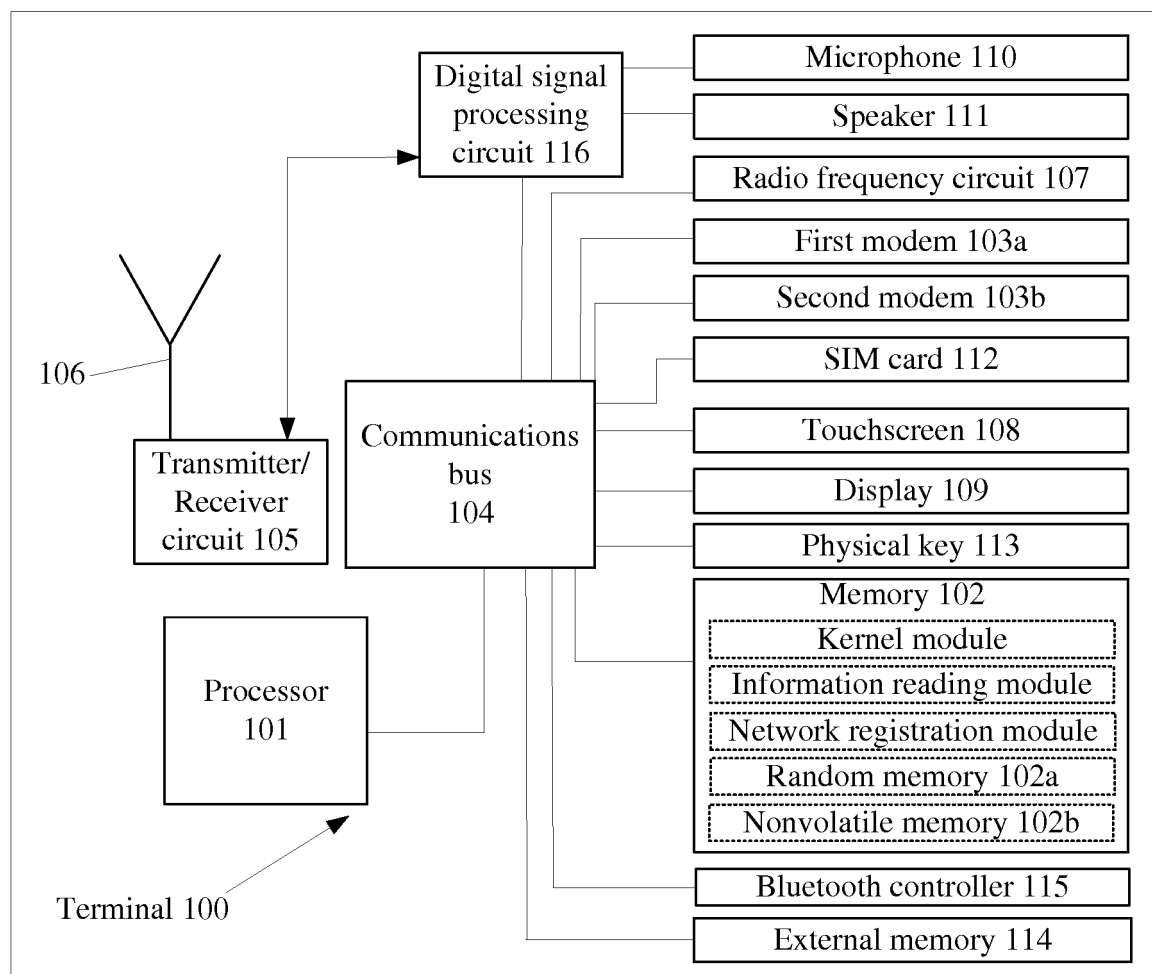 Digital signal
processing
circuit 116
Microphone 110
Speaker 111
Radio frequency circuit 107
First modem 103a
Second modem 103b
SIM card 112
106
Communications
bus
104
Touchscreen 108
Transmitter/
Receiver
circuit 105
Display 109
Physical key 113
Memory 102
Kernel module
Information reading module
Network registration module
Random memory 102a
Nonvolatile memory 102b
Processor
101
Bluetooth controller 115
Terminal 100
External memory 114